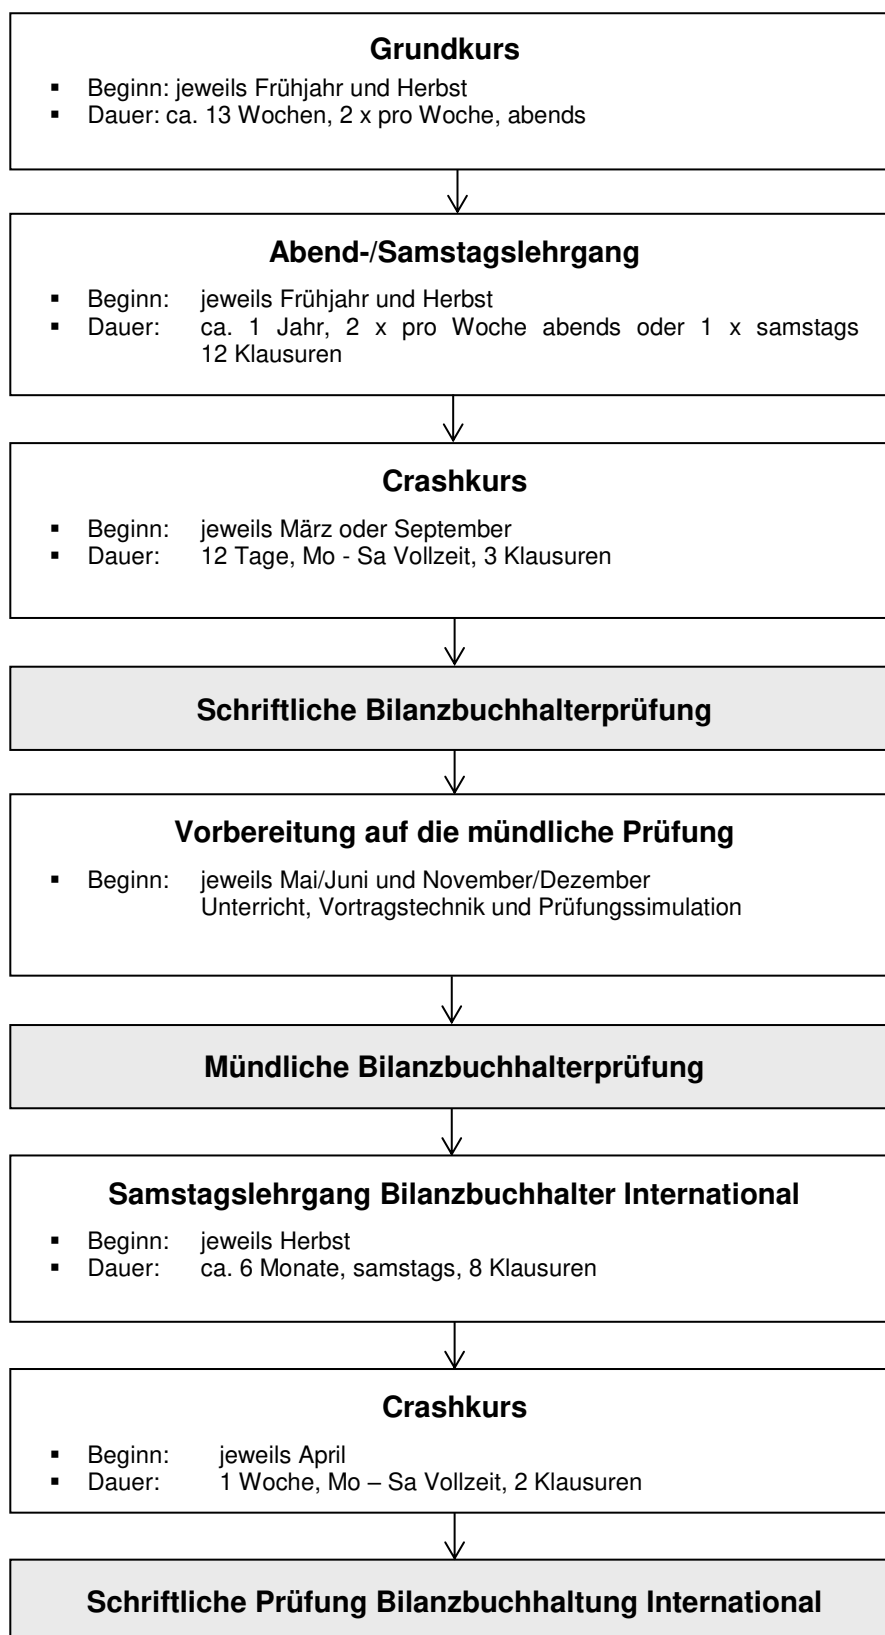 Grundkurs
▪ Beginn: jeweils Frühjahr und Herbst
▪ Dauer: ca. 13 Wochen, 2 x pro Woche, abends
Abend-/Samstagslehrgang
▪ Beginn: jeweils Frühjahr und Herbst
▪ Dauer: ca. 1 Jahr, 2 x pro Woche abends oder 1 x samstags
12 Klausuren
Crashkurs
▪ Beginn: jeweils März oder September
▪ Dauer: 12 Tage, Mo - Sa Vollzeit, 3 Klausuren
Schriftliche Bilanzbuchhalterprüfung
Vorbereitung auf die mündliche Prüfung
▪ Beginn: jeweils Mai/Juni und November/Dezember
Unterricht, Vortragstechnik und Prüfungssimulation
Mündliche Bilanzbuchhalterprüfung
Samstagslehrgang Bilanzbuchhalter International
▪ Beginn: jeweils Herbst
▪ Dauer: ca. 6 Monate, samstags, 8 Klausuren
Crashkurs
▪ Beginn: jeweils April
▪ Dauer: 1 Woche, Mo – Sa Vollzeit, 2 Klausuren
Schriftliche Prüfung Bilanzbuchhaltung International